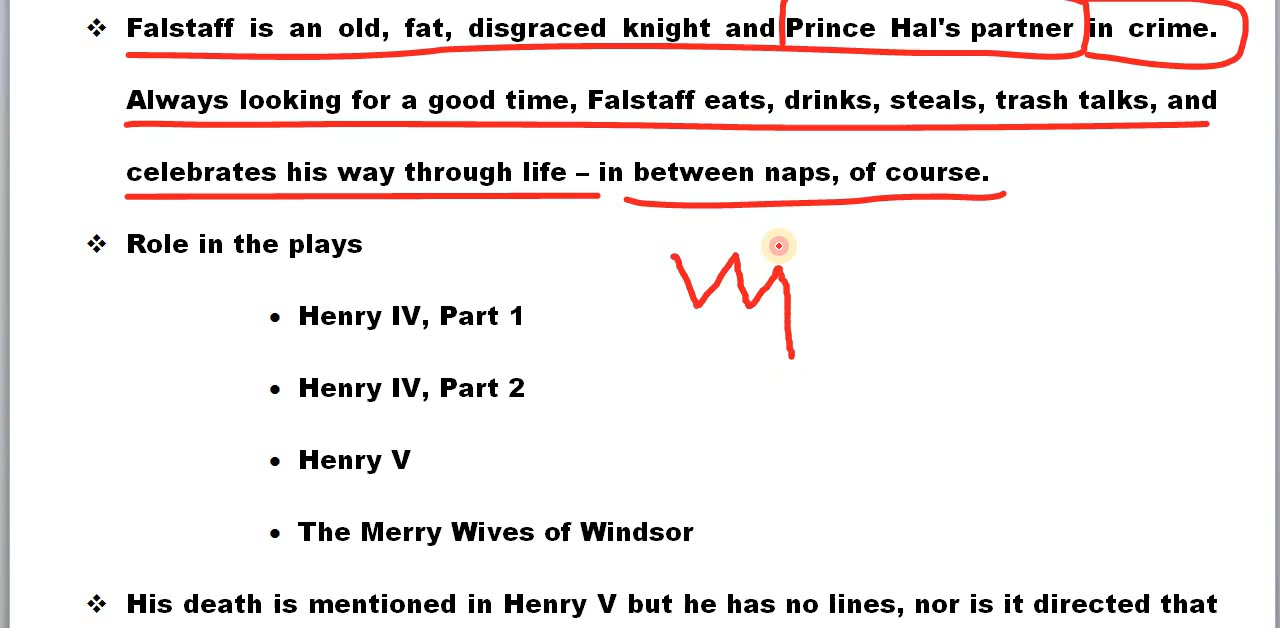 ❖ Falstaff is an old, fat, disgraced knight and Prince Hal's partner in crime.
Always looking for a good time, Falstaff eats, drinks, steals, trash talks, and
celebrates his way through life – in between naps, of course.
❖ Role in the plays
• Henry IV, Part 1
• Henry IV, Part 2
• Henry V
• The Merry Wives of Windsor
❖ His death is mentioned in Henry V but he has no lines, nor is it directed that